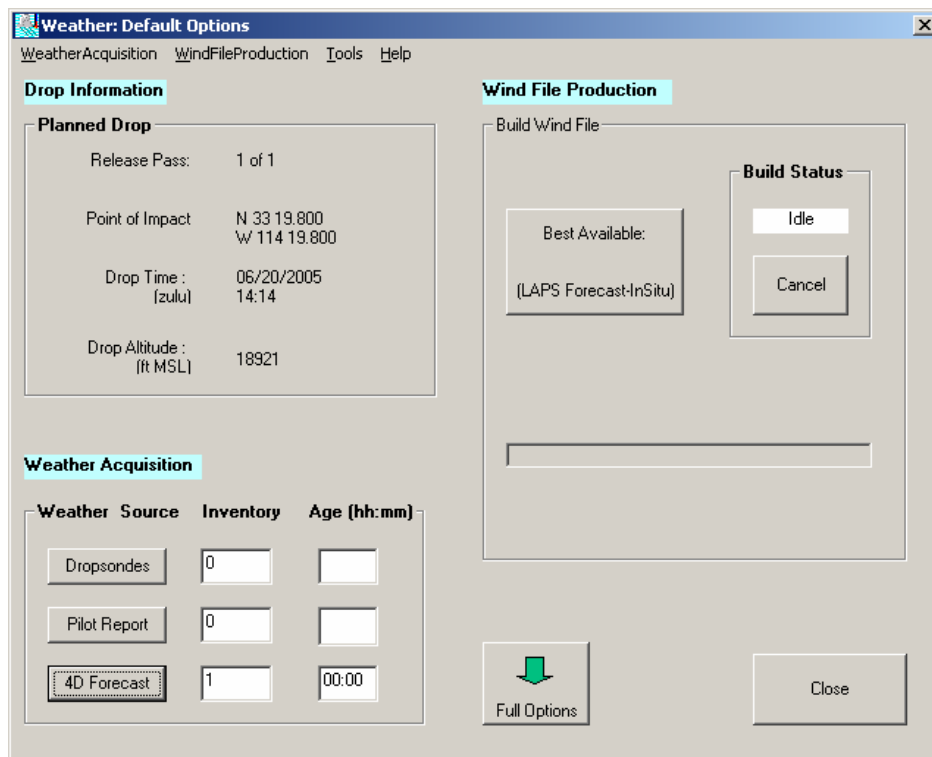 Weather: Default Options
WeatherAcquisition WindFileProduction Tools Help
Drop Information
Planned Drop
Release Pass: 1 of 1
Point of Impact N 33 19.800
W 114 19.800
Drop Time : 06/20/2005
(zulu) 14:14
Drop Altitude : 18921
(ft MSL)
Weather Acquisition
Weather Source Inventory Age (hh:mm)
Dropsondes 0
Pilot Report 0
4D Forecast 1 00:00
Wind File Production
Build Wind File
Best Available:
(LAPS Forecast-InSitu)
Build Status
Idle
Cancel
Full Options
Close